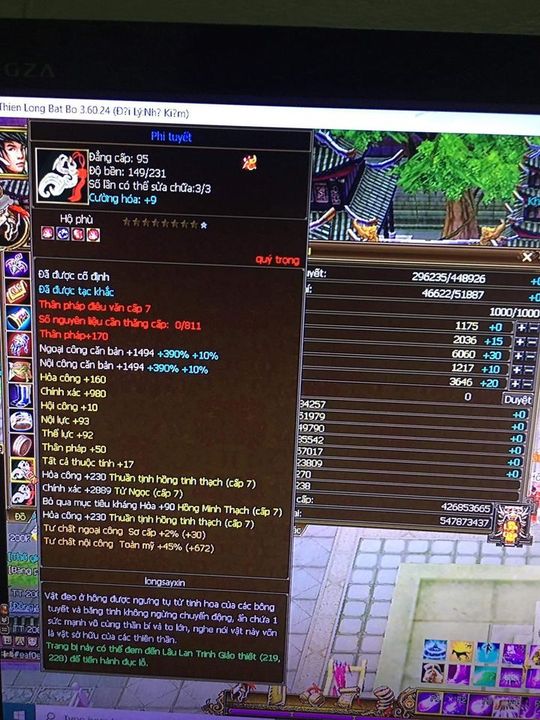 GZA
Thien Long Bat Bo 3.60.24 (Đ?i Lý Nh? Ki?m)
Phi tuyết
Đẳng cấp: 95
Độ bền: 149/231
Số lần có thể sửa chữa:3/3
Cường hóa: +9
Hộ phù
quý trọng
Đã được cố định
Đã được tạc khắc
Thân pháp điêu văn cấp 7
Số nguyên liệu cần thăng cấp: 0/811
Thân pháp+170
Ngoại công căn bản +1494 +390% +10%
Nội công căn bản +1494 +390% +10%
Hỏa công +160
Chính xác +980
Hội công +10
Nội lực +93
Thể lực +92
Thân pháp +50
Tất cả thuộc tính +17
Hỏa công +230 Thuần tịnh hồng tinh thạch (cấp 7)
Chính xác +2889 Tử Ngọc (cấp 7)
Bỏ qua mục tiêu kháng Hỏa +90 Hồng Minh Thạch (cấp 7)
Hỏa công +230 Thuần tịnh hồng tinh thạch (cấp 7)
Tư chất ngoại công Sơ cấp +2% (+30)
Tư chất nội công Toàn mỹ +45% (+672)
longsayxin
Vật đeo ở hông được ngưng tụ từ tinh hoa của các bông
tuyết và băng tinh không ngừng chuyển động, ẩn chứa 1
sức mạnh vô cùng thần bí và to lớn, nghe nói vật này vốn
là vật sở hữu của các thiên thần.
Trang bị này có thể đem đến Lâu Lan Trinh Giảo thiết (219,
228) để tiến hành đục lỗ.
uyết: 296235/448926
46622/51887
1000/1000
1175 +0
2036 +15
6060 +30
1217 +10
3646 +20
0 Duyệt
34257 +0
51979 +0
49790 +0
35542 +0
57017 +0
23809 +0
270 +0
238
cấp: 426853665
547873437